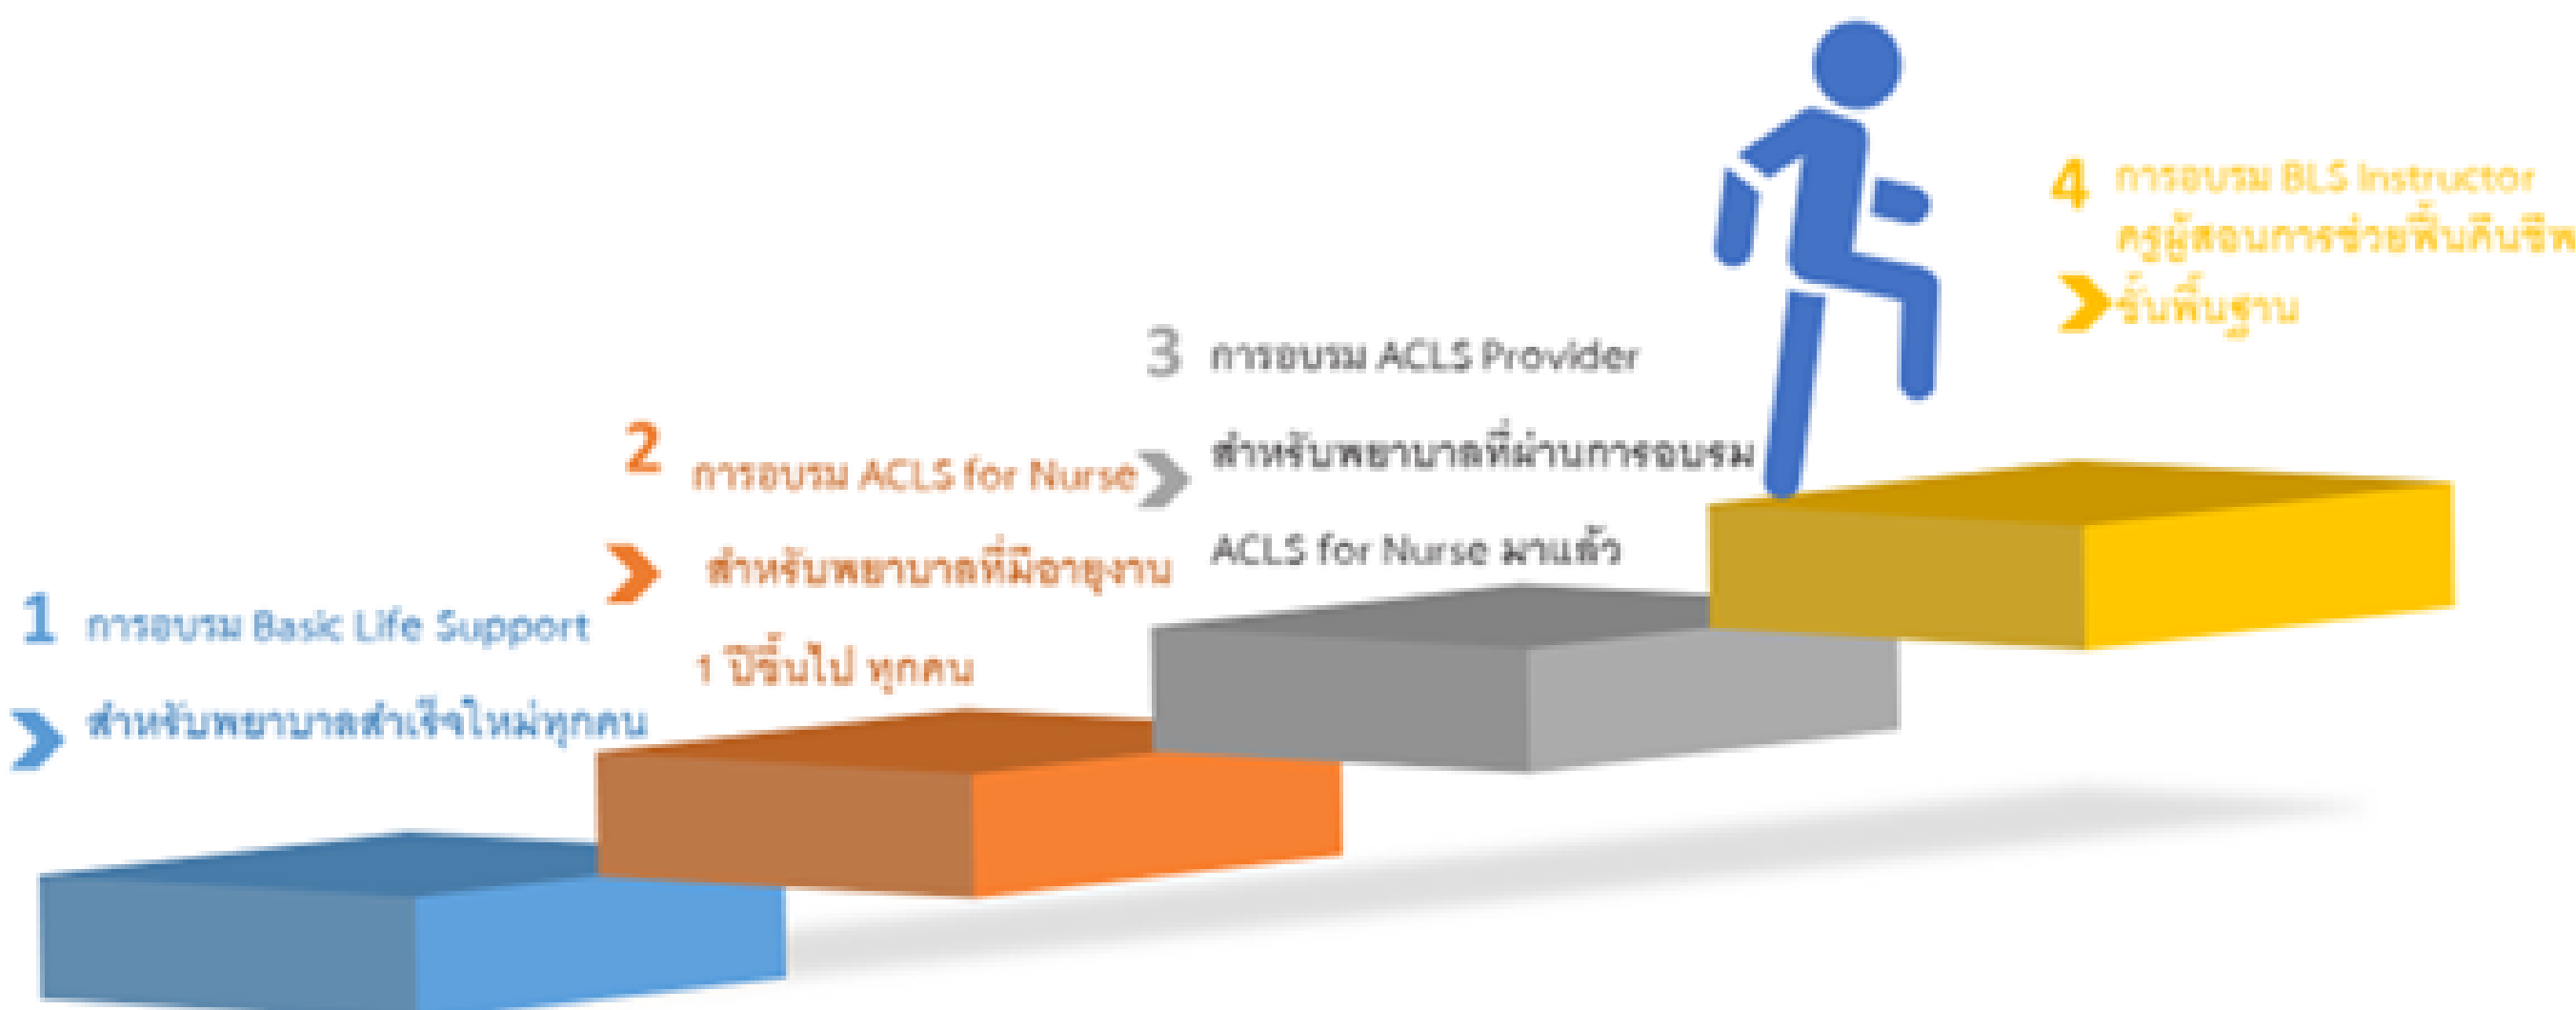 1 การอบรม Basic Life Support
สำหรับพยาบาลสำเร็จใหม่ทุกคน
2 การอบรม ACLS for Nurse
สำหรับพยาบาลที่มีอายุงาน
1 ปีขึ้นไป ทุกคน
3 การอบรม ACLS Provider
สำหรับพยาบาลที่ผ่านการอบรม
ACLS for Nurse มาแล้ว
4 การอบรม BLS Instructor
ครูผู้สอนการช่วยฟื้นคืนชีพ
ขั้นพื้นฐาน